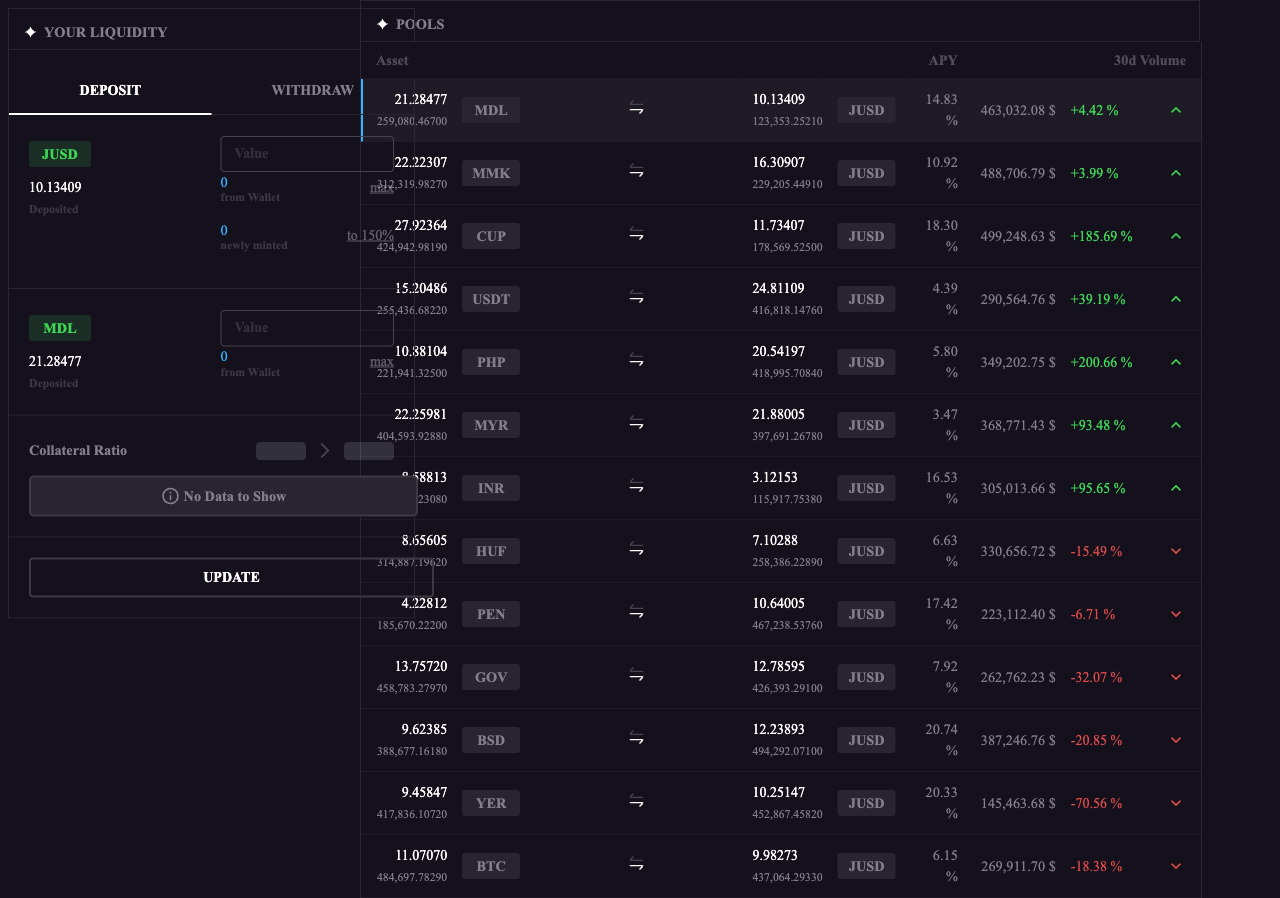 YOUR LIQUIDITY
DEPOSIT WITHDRAW
JUSD
Value
10.13409
Deposited
0
from Wallet
max
0
newly minted
to 150%
MDL
Value
21.28477
Deposited
0
from Wallet
max
Collateral Ratio
No Data to Show
UPDATE
POOLS
Asset APY 30d Volume
21.28477 MDL 10.13409 JUSD 14.83 % 463,032.08 $ +4.42 %
259,080.46700 123,353.25210
22.22307 MMK 16.30907 JUSD 10.92 % 488,706.79 $ +3.99 %
312,319.98270 229,205.44910
27.92364 CUP 11.73407 JUSD 18.30 % 499,248.63 $ +185.69 %
424,942.98190 178,569.52500
15.20486 USDT 24.81109 JUSD 4.39 % 290,564.76 $ +39.19 %
255,436.68220 416,818.14760
10.88104 PHP 20.54197 JUSD 5.80 % 349,202.75 $ +200.66 %
221,941.32500 418,995.70840
22.25981 MYR 21.88005 JUSD 3.47 % 368,771.43 $ +93.48 %
404,593.92880 397,691.26780
INR 3.12153 JUSD 16.53 % 305,013.66 $ +95.65 %
115,917.75380
8.65605 HUF 7.10288 JUSD 6.63 % 330,656.72 $ -15.49 %
314,887.19620 258,386.22890
4.22812 PEN 10.64005 JUSD 17.42 % 223,112.40 $ -6.71 %
185,670.22200 467,238.53760
13.75720 GOV 12.78595 JUSD 7.92 % 262,762.23 $ -32.07 %
458,783.27970 426,393.29100
9.62385 BSD 12.23893 JUSD 20.74 % 387,246.76 $ -20.85 %
388,677.16180 494,292.07100
9.45847 YER 10.25147 JUSD 20.33 % 145,463.68 $ -70.56 %
417,836.10720 452,867.45820
11.07070 BTC 9.98273 JUSD 6.15 % 269,911.70 $ -18.38 %
484,697.78290 437,064.29330